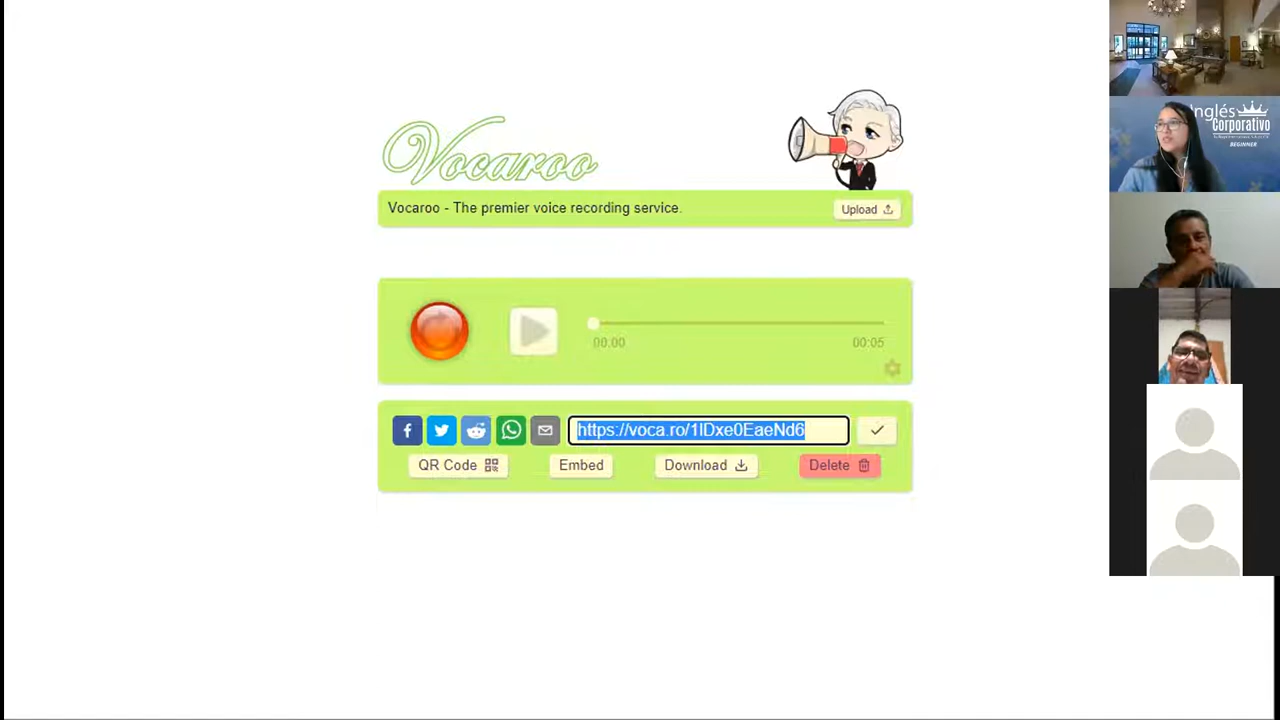 Vocaroo
Vocaroo - The premier voice recording service.
Upload
00:00
00:05
https://voca.ro/1lDxe0EaeNd6
QR Code
Embed
Download
Delete
Inglés
Corporativo
BEGINNER